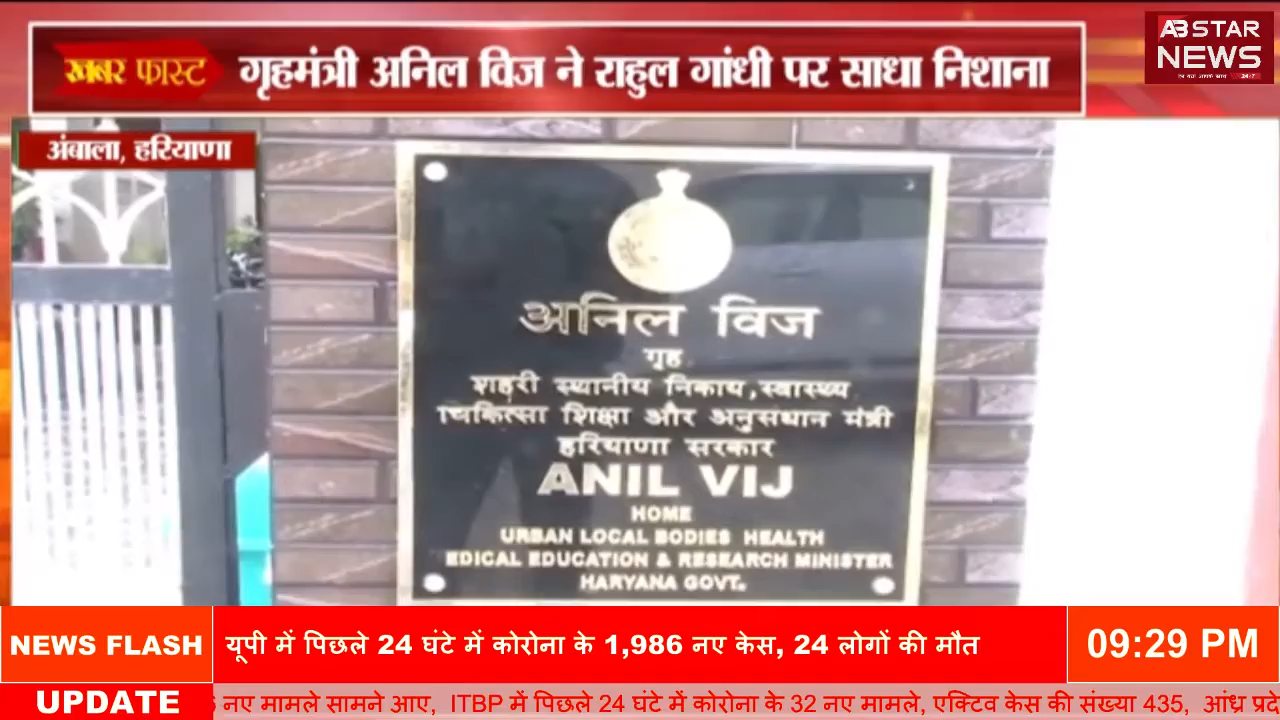 खबर फास्ट
गृहमंत्री अनिल विज ने राहुल गांधी पर साधा निशाना
AB STAR
NEWS
24x7
अंबाला, हरियाणा
अनिल विज
गृह
शहरी स्थानीय निकाय, स्वास्थ्य
चिकित्सा शिक्षा और अनुसंधान मंत्री
हरियाणा सरकार
ANIL VIJ
HOME
URBAN LOCAL BODIES HEALTH
EDICAL EDUCATION & RESEARCH MINISTER
HARYANA GOVT.
NEWS FLASH
यूपी में पिछले 24 घंटे में कोरोना के 1,986 नए केस, 24 लोगों की मौत
09:29 PM
UPDATE
नए मामले सामने आए, ITBP में पिछले 24 घंटे में कोरोना के 32 नए मामले, एक्टिव केस की संख्या 435, आंध्र प्रदे